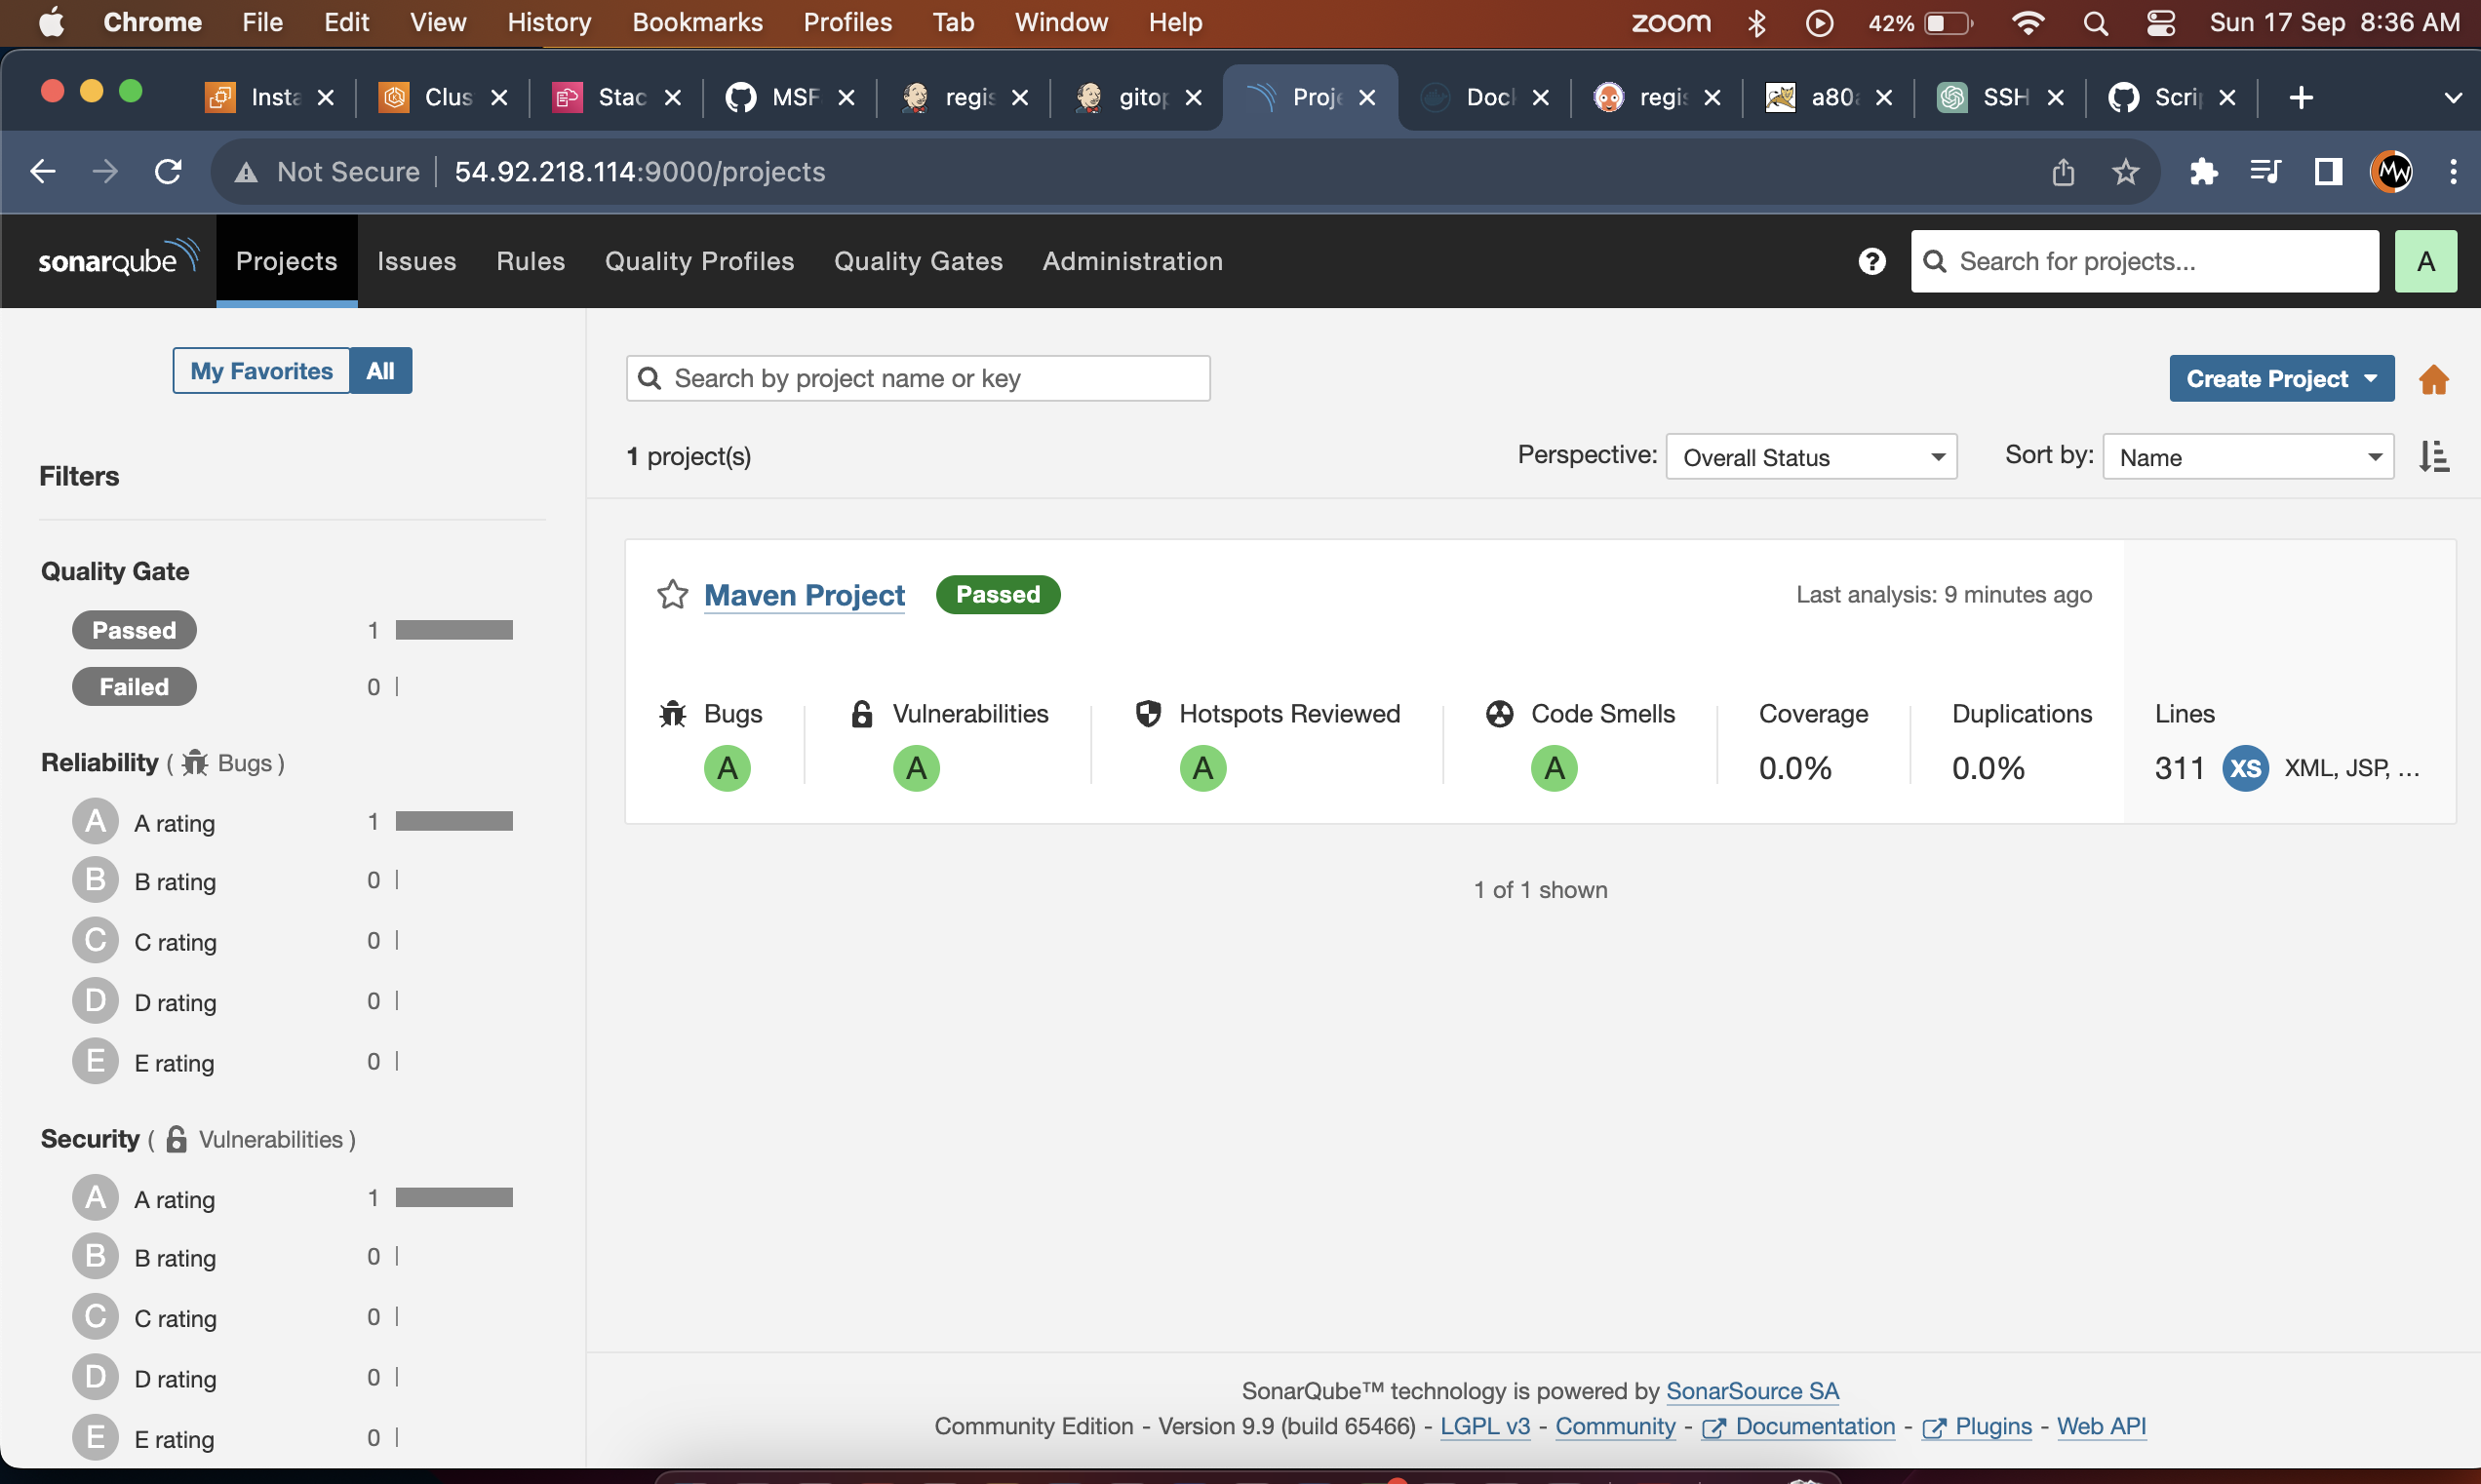 Chrome File Edit View History Bookmarks Profiles Tab Window Help zoom 42% Sun 17 Sep 8:36 AM
Insta Clus Stac MSF regis gitop Proje Dock regis a80a SSH Scrip
Not Secure 54.92.218.114:9000/projects
sonarqube Projects Issues Rules Quality Profiles Quality Gates Administration ? Search for projects... A
My Favorites All
Search by project name or key
Create Project
1 project(s)
Perspective: Overall Status Sort by: Name
Filters
Quality Gate
Passed 1
Failed 0
Reliability ( Bugs )
A A rating 1
B B rating 0
C C rating 0
D D rating 0
E E rating 0
Security ( Vulnerabilities )
A A rating 1
B B rating 0
C C rating 0
D D rating 0
E E rating 0
Maven Project Passed Last analysis: 9 minutes ago
Bugs Vulnerabilities Hotspots Reviewed Code Smells Coverage Duplications Lines
A A A A 0.0% 0.0% 311 XS XML, JSP, ...
1 of 1 shown
SonarQube™ technology is powered by SonarSource SA
Community Edition - Version 9.9 (build 65466) - LGPL v3 - Community - Documentation - Plugins - Web API